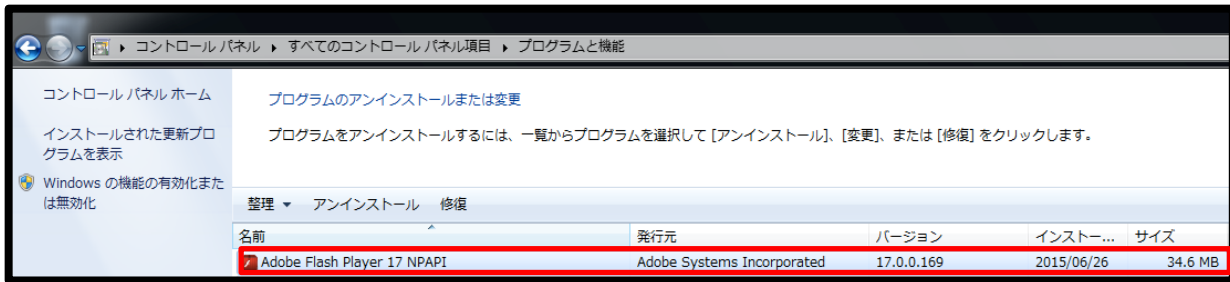 コントロール パネル ▸ すべてのコントロール パネル項目 ▸ プログラムと機能
コントロール パネル ホーム
インストールされた更新プロ
グラムを表示
Windows の機能の有効化また
は無効化
プログラムのアンインストールまたは変更
プログラムをアンインストールするには、一覧からプログラムを選択して [アンインストール]、[変更]、または [修復] をクリックします。
整理 ▼ アンインストール 修復
名前 発行元 バージョン インストー... サイズ
Adobe Flash Player 17 NPAPI Adobe Systems Incorporated 17.0.0.169 2015/06/26 34.6 MB